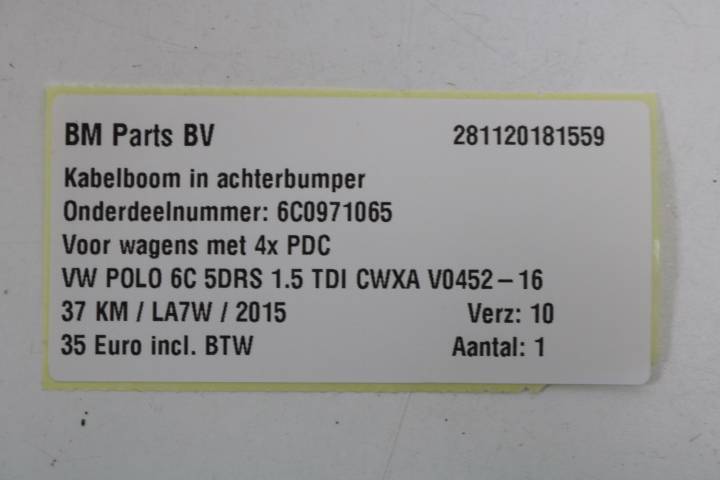 BM Parts BV 281120181559
Kabelboom in achterbumper
Onderdeelnummer: 6C0971065
Voor wagens met 4x PDC
VW POLO 6C 5DRS 1.5 TDI CWXA V0452-16
37 KM / LA7W / 2015 Verz: 10
35 Euro incl. BTW Aantal: 1